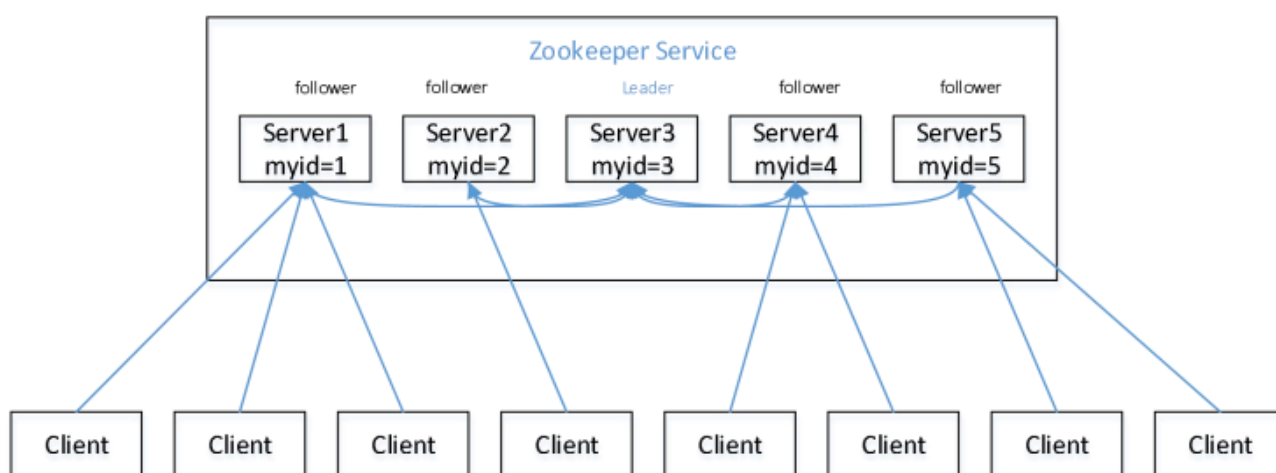 Zookeeper Service
follower follower Leader follower follower
Server1 Server2 Server3 Server4 Server5
myid=1 myid=2 myid=3 myid=4 myid=5
Client Client Client Client Client Client Client Client